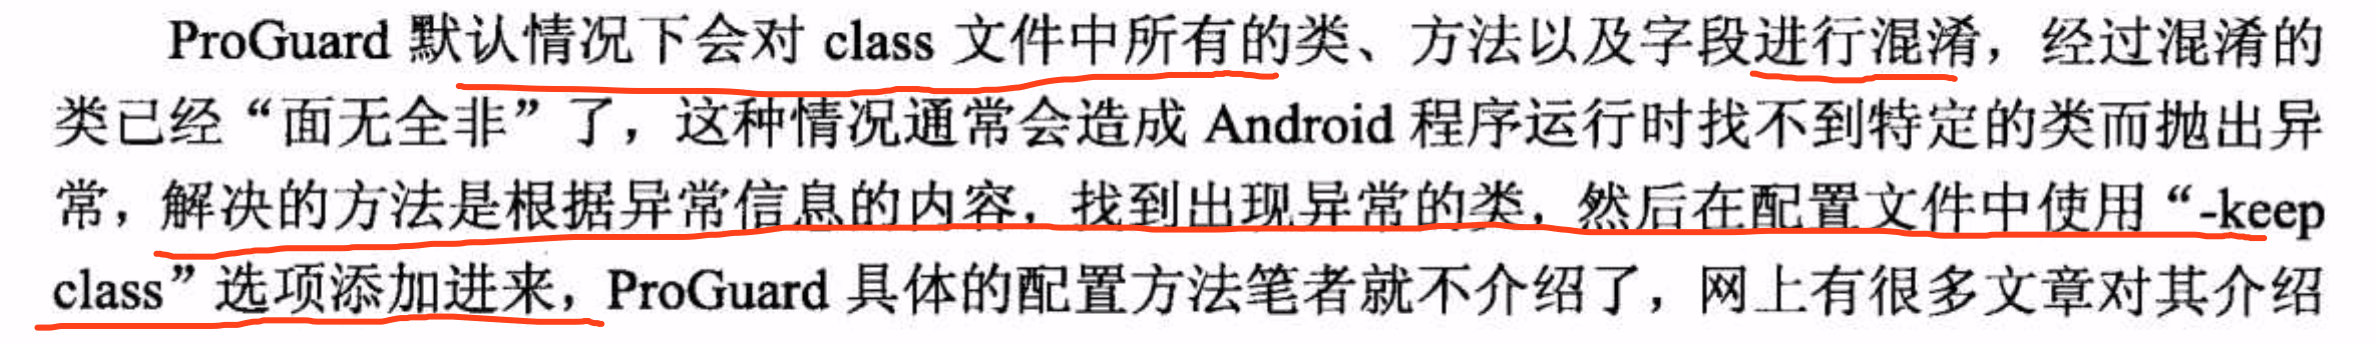 ProGuard 默认情况下会对 class 文件中所有的类、方法以及字段进行混淆，经过混淆的
类已经“面无全非”了，这种情况通常会造成 Android 程序运行时找不到特定的类而抛出异
常，解决的方法是根据异常信息的内容，找到出现异常的类，然后在配置文件中使用“-keep
class”选项添加进来，ProGuard 具体的配置方法笔者就不介绍了，网上有很多文章对其介绍